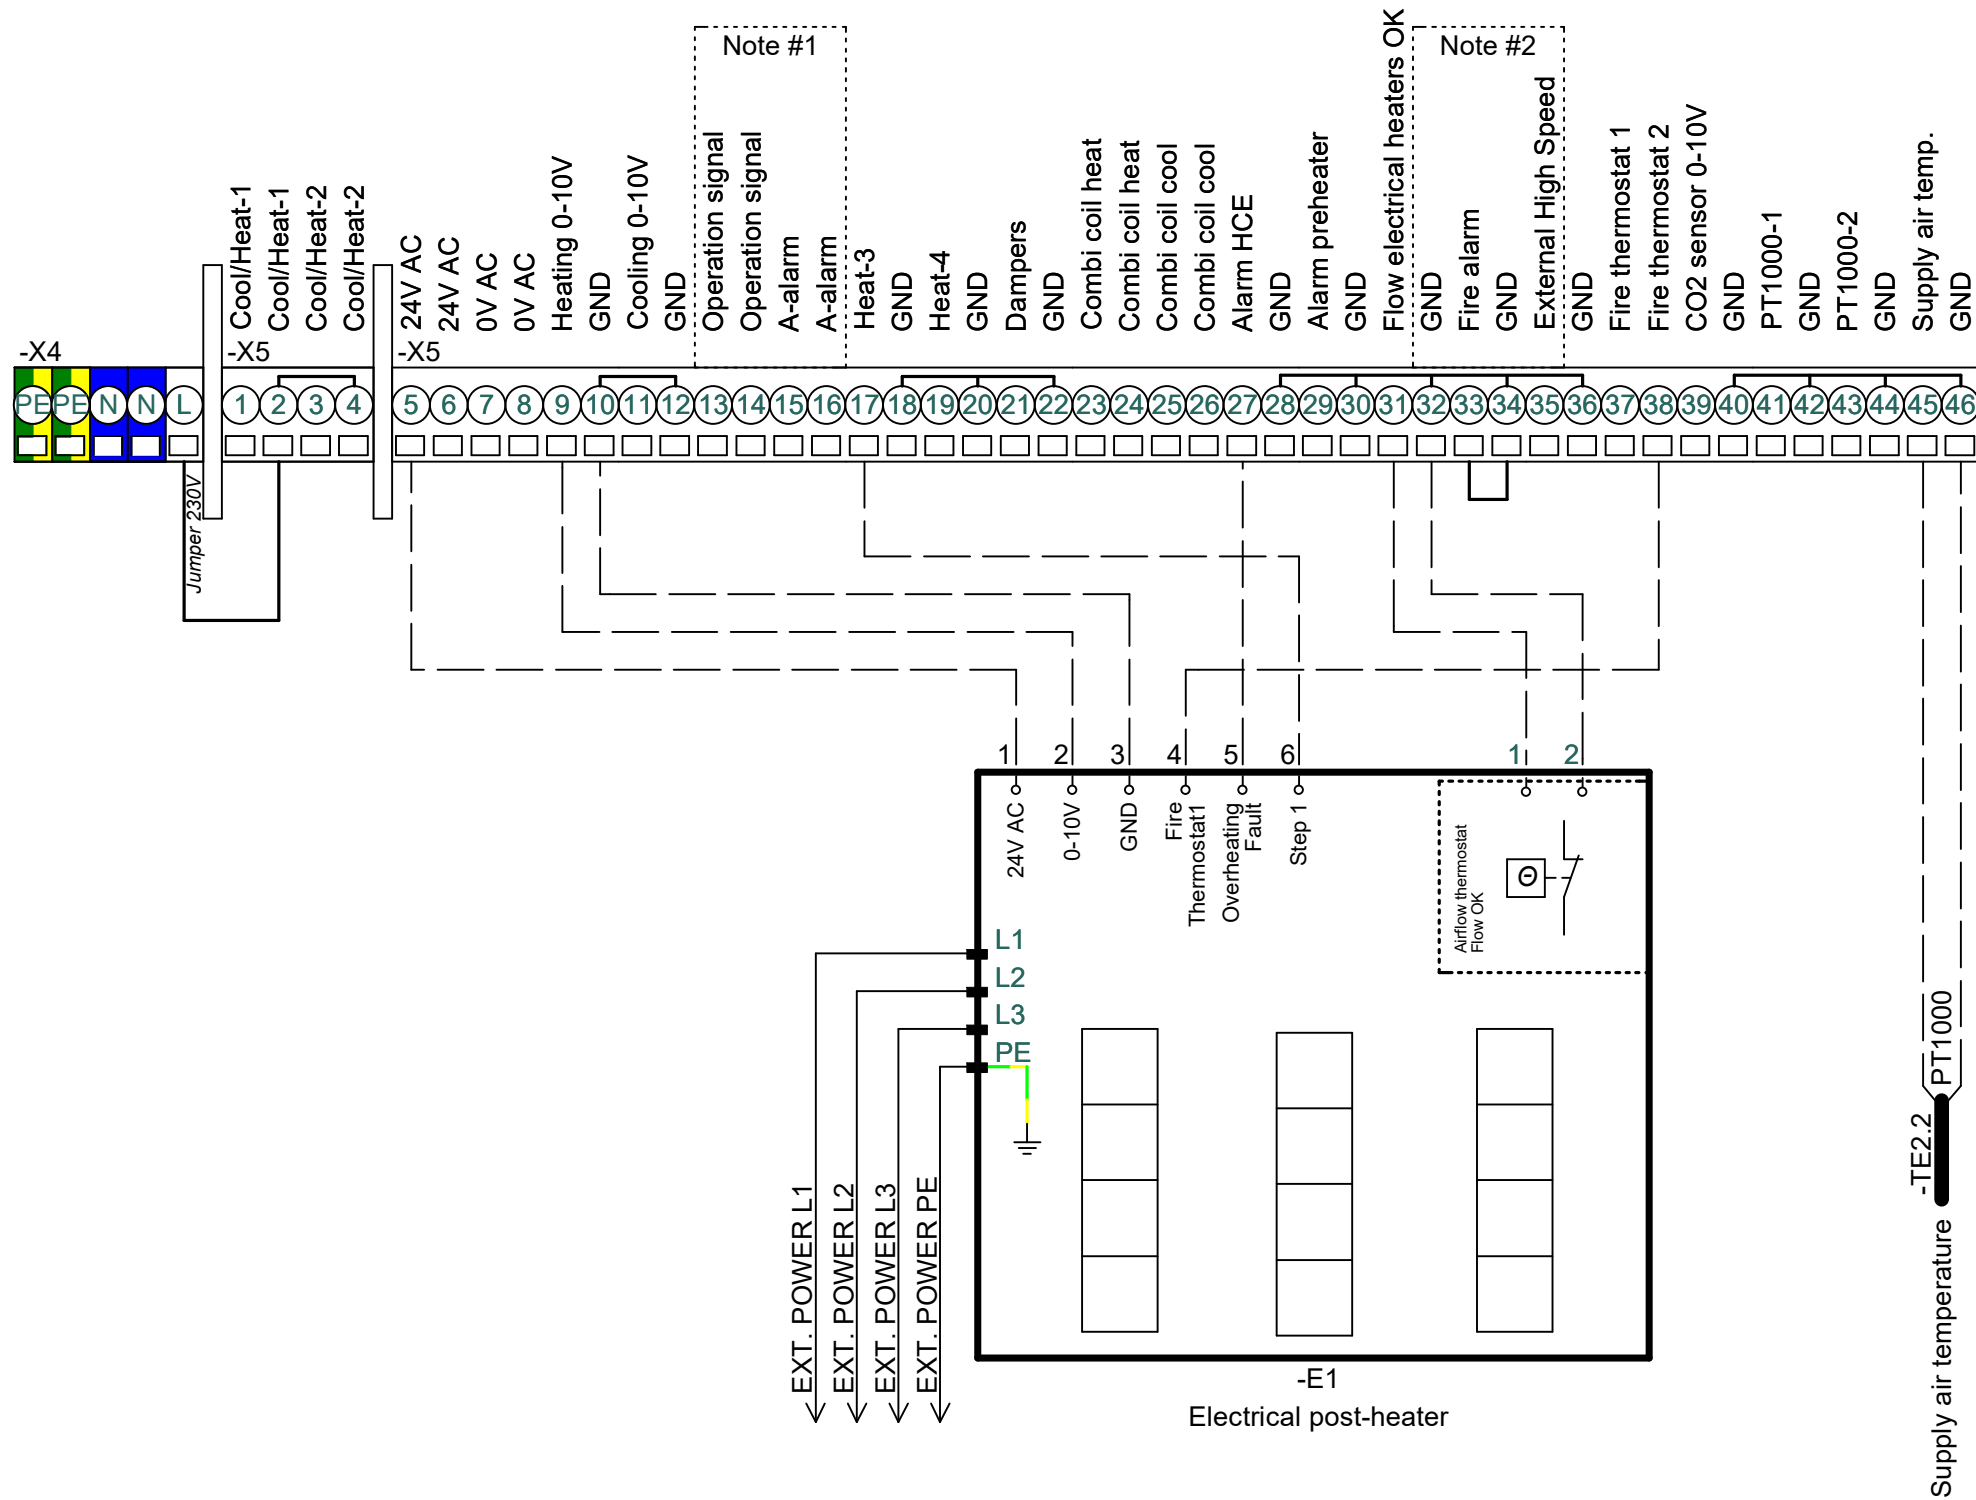 Note #1
Note #2
Cool/Heat-1
Cool/Heat-1
Cool/Heat-2
Cool/Heat-2
24V AC
24V AC
0V AC
0V AC
Heating 0-10V
GND
Cooling 0-10V
GND
Operation signal
Operation signal
A-alarm
A-alarm
Heat-3
GND
Heat-4
GND
Dampers
GND
Combi coil heat
Combi coil heat
Combi coil cool
Combi coil cool
Alarm HCE
GND
Alarm preheater
GND
Flow electrical heaters OK
GND
Fire alarm
GND
External High Speed
GND
Fire thermostat 1
Fire thermostat 2
CO2 sensor 0-10V
GND
PT1000-1
GND
PT1000-2
GND
Supply air temp.
GND
-X4 -X5 -X5
PE PE N N L 1 2 3 4 5 6 7 8 9 10 11 12 13 14 15 16 17 18 19 20 21 22 23 24 25 26 27 28 29 30 31 32 33 34 35 36 37 38 39 40 41 42 43 44 45 46
Jumper 230V
1 2 3 4 5 6 1 2
24V AC
0-10V
GND
Fire
Thermostat1
Overheating
Fault
Step 1
Airflow thermostat
Flow OK
Θ
L1
L2
L3
PE
EXT. POWER L1
EXT. POWER L2
EXT. POWER L3
EXT. POWER PE
-E1
Electrical post-heater
PT1000
-TE2.2
Supply air temperature